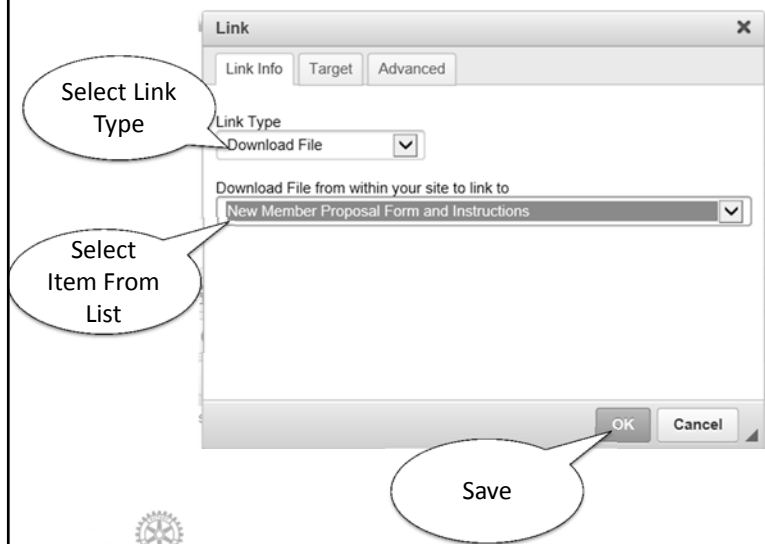 Link
Link Info Target Advanced
Select Link
Type
Link Type
Download File
Download File from within your site to link to
New Member Proposal Form and Instructions
Select
Item From
List
OK Cancel
Save